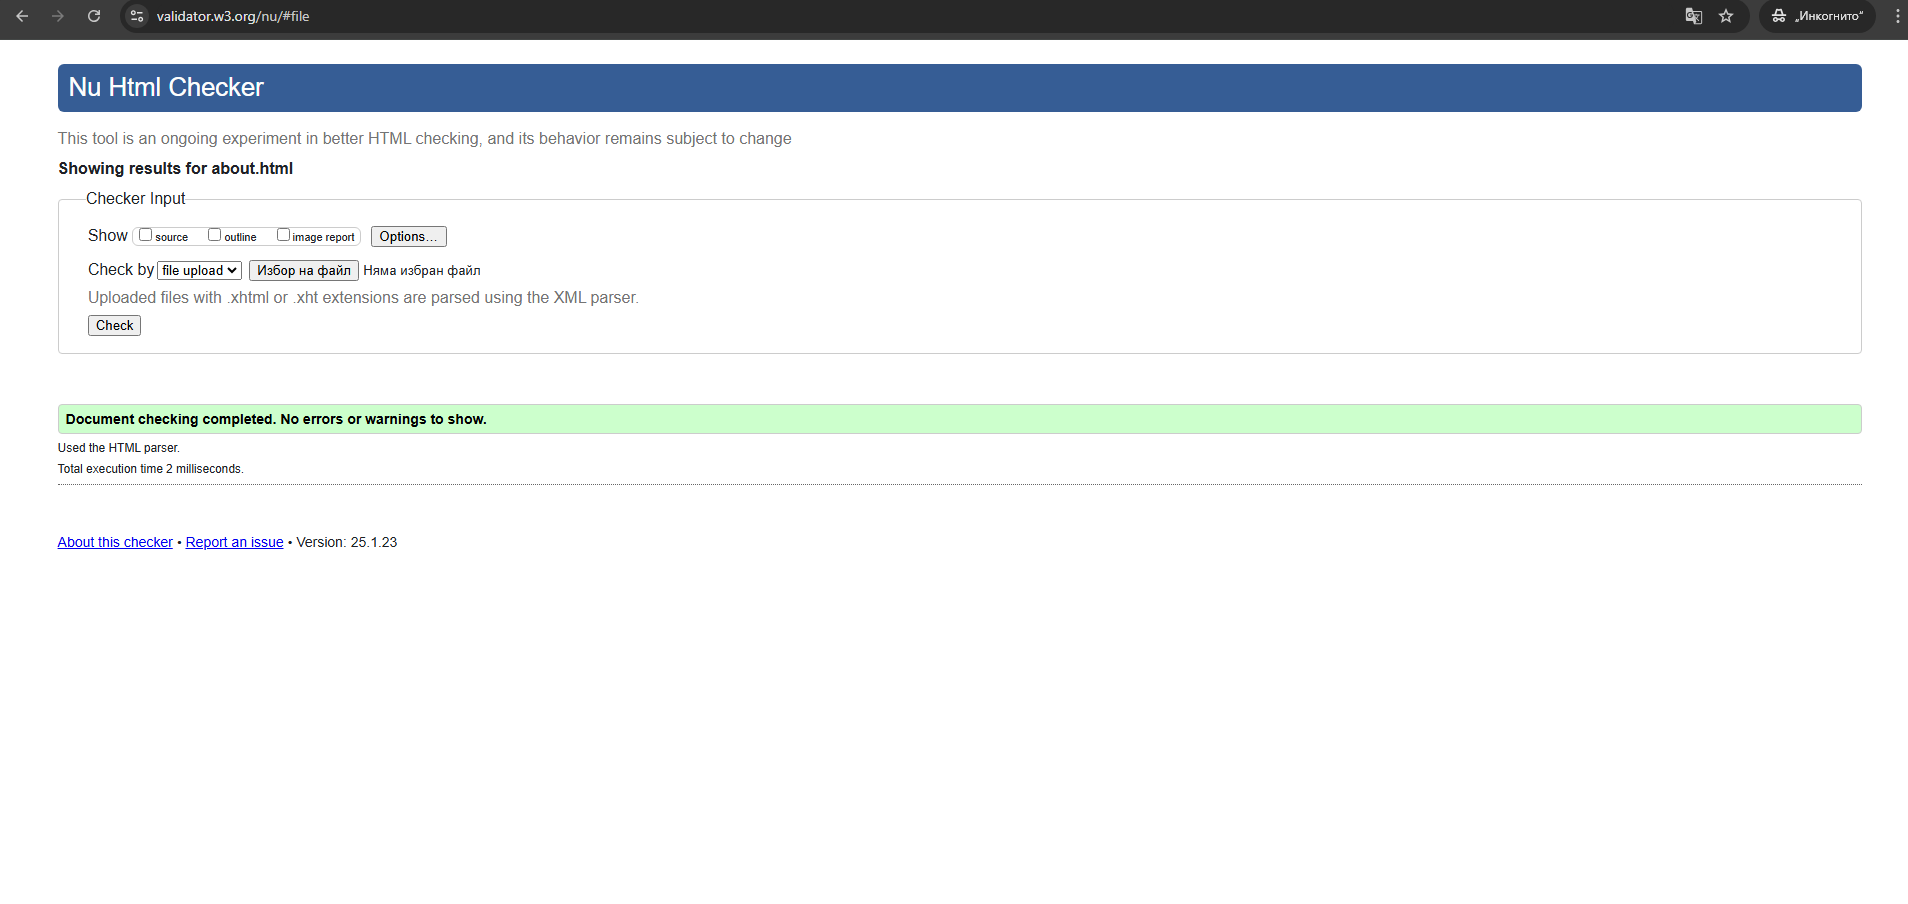 validator.w3.org/nu/#file
„Инкогнито“
Nu Html Checker
This tool is an ongoing experiment in better HTML checking, and its behavior remains subject to change
Showing results for about.html
Checker Input
Show source outline image report Options...
Check by file upload Избор на файл Няма избран файл
Uploaded files with .xhtml or .xht extensions are parsed using the XML parser.
Check
Document checking completed. No errors or warnings to show.
Used the HTML parser.
Total execution time 2 milliseconds.
About this checker • Report an issue • Version: 25.1.23